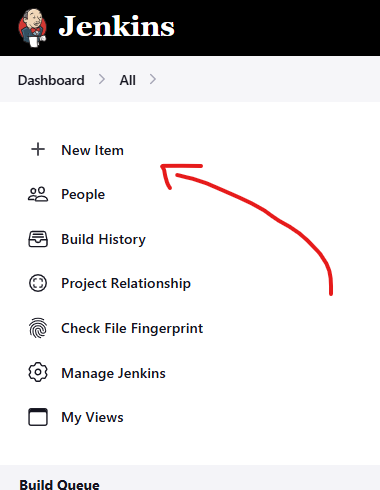 Jenkins
Dashboard All
New Item
People
Build History
Project Relationship
Check File Fingerprint
Manage Jenkins
My Views
Build Queue